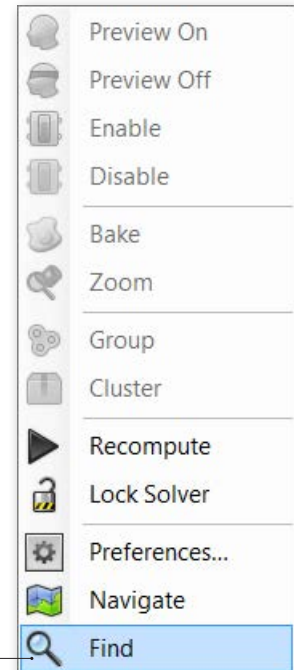 Preview On
Preview Off
Enable
Disable
Bake
Zoom
Group
Cluster
Recompute
Lock Solver
Preferences...
Navigate
Find